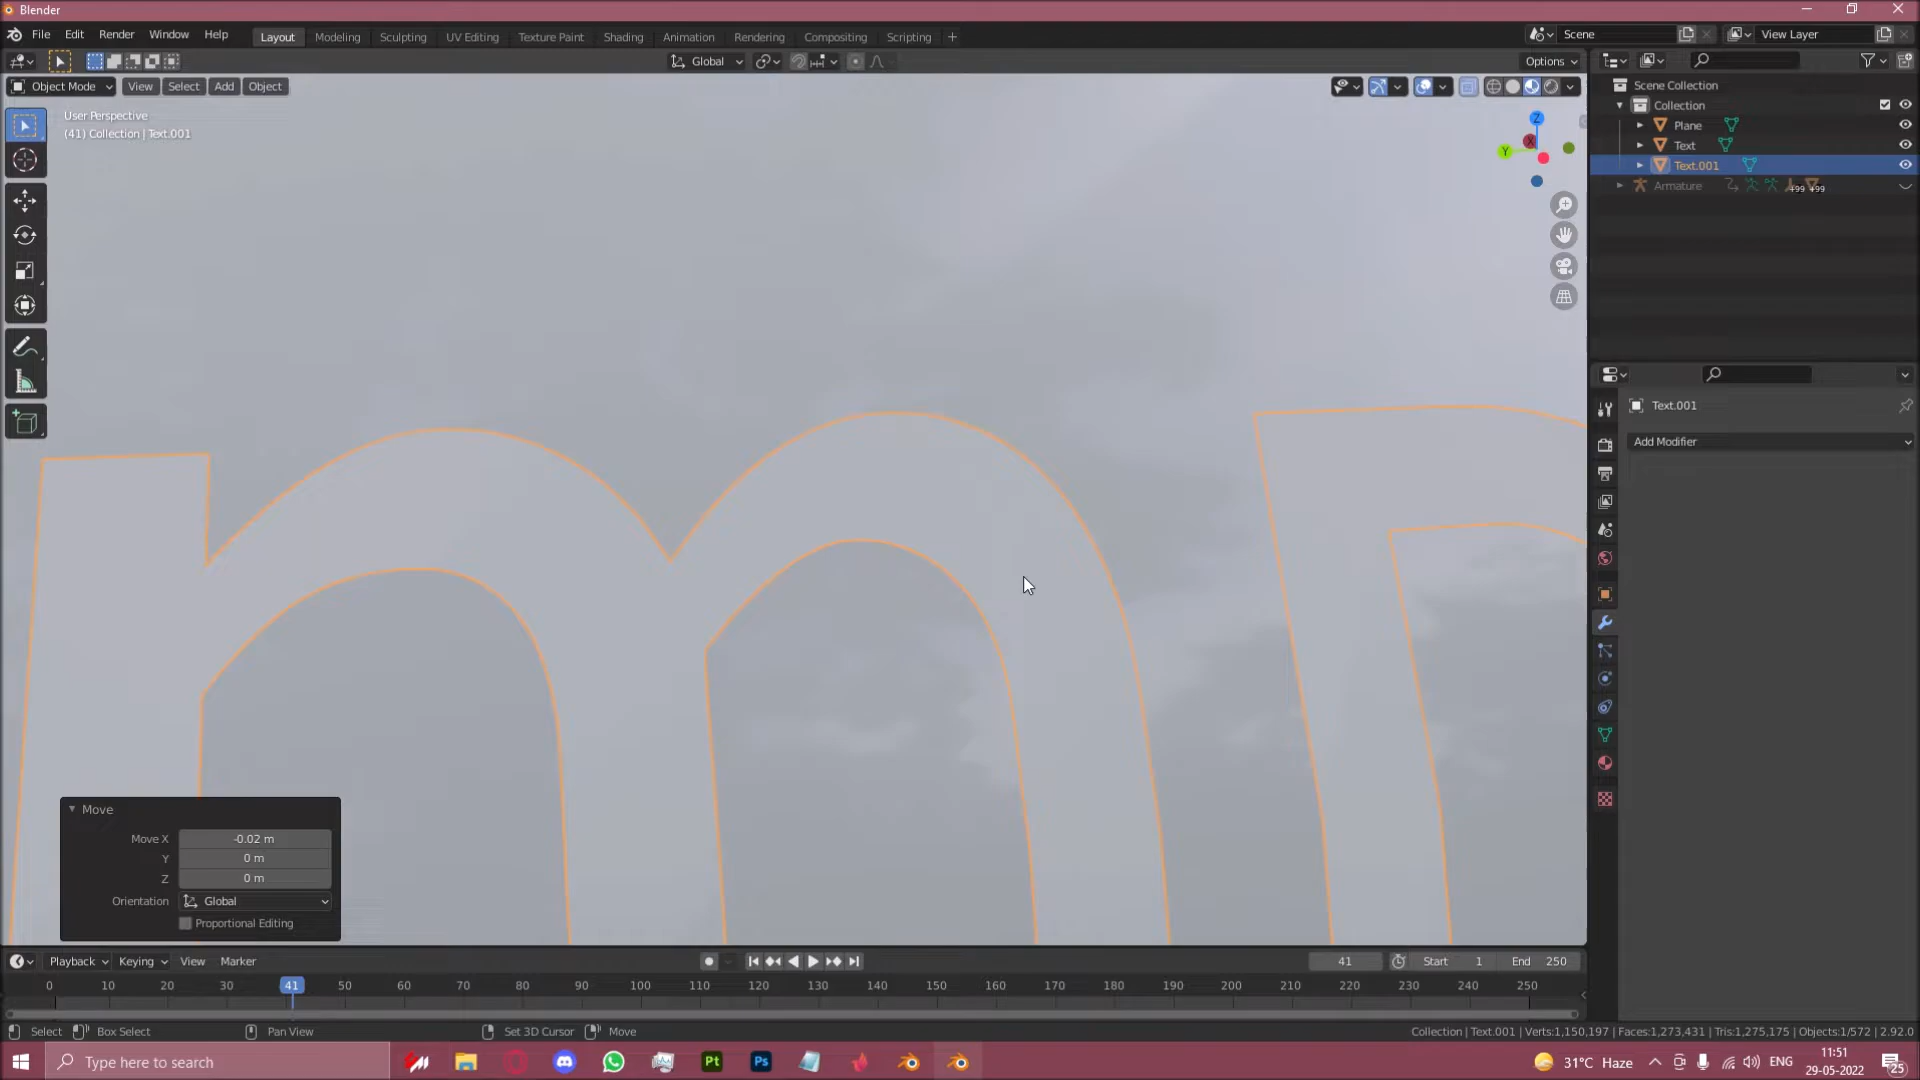 Blender
File Edit Render Window Help
Layout Modeling Sculpting UV Editing Texture Paint Shading Animation Rendering Compositing Scripting +
Scene View Layer
Global Options
Object Mode View Select Add Object
User Perspective
(41) Collection | Text.001
Z
X
Y
Scene Collection
Collection
Plane
Text
Text.001
Armature +99 +99
Text.001
Add Modifier
Move
Move X -0.02 m
Y 0 m
Z 0 m
Orientation Global
Proportional Editing
Playback Keying View Marker
41 Start 1 End 250
0 10 20 30 41 50 60 70 80 90 100 110 120 130 140 150 160 170 180 190 200 210 220 230 240 250
Select Box Select Pan View Set 3D Cursor Move
Collection | Text.001 | Verts:1,150,197 | Faces:1,273,431 | Tris:1,275,175 | Objects:1/572 | 2.92.0
Type here to search
Pt Ps
31°C Haze ENG
11:51
29-05-2022
25